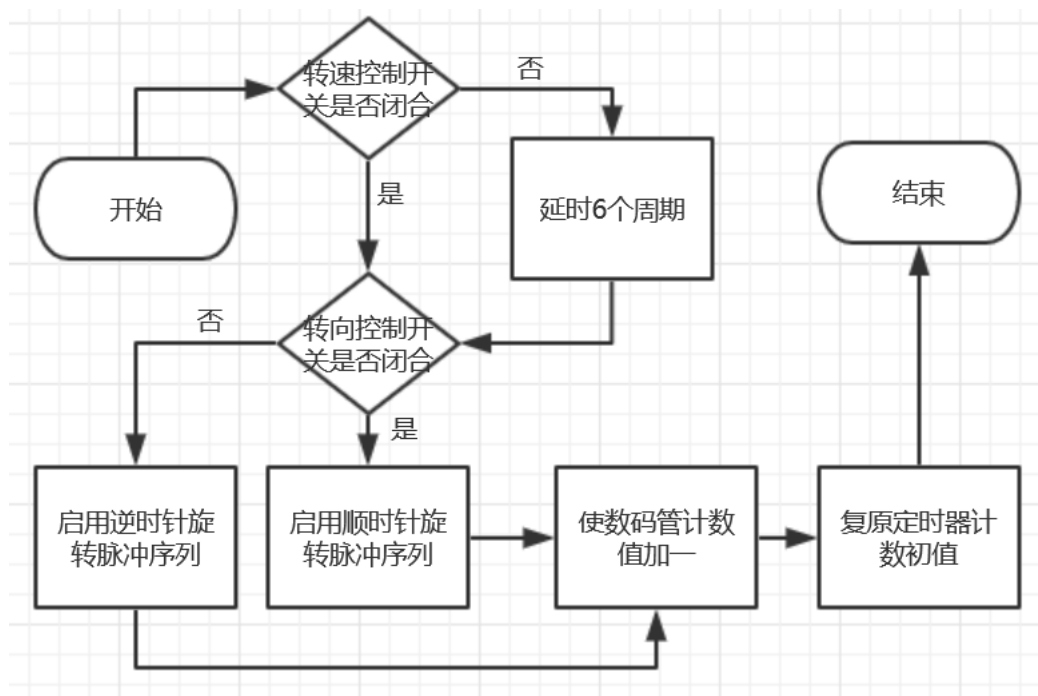 转速控制开
关是否闭合
否
开始
是
延时6个周期
结束
转向控制开
关是否闭合
否
是
启用逆时针旋
转脉冲序列
启用顺时针旋
转脉冲序列
使数码管计数
值加一
复原定时器计
数初值